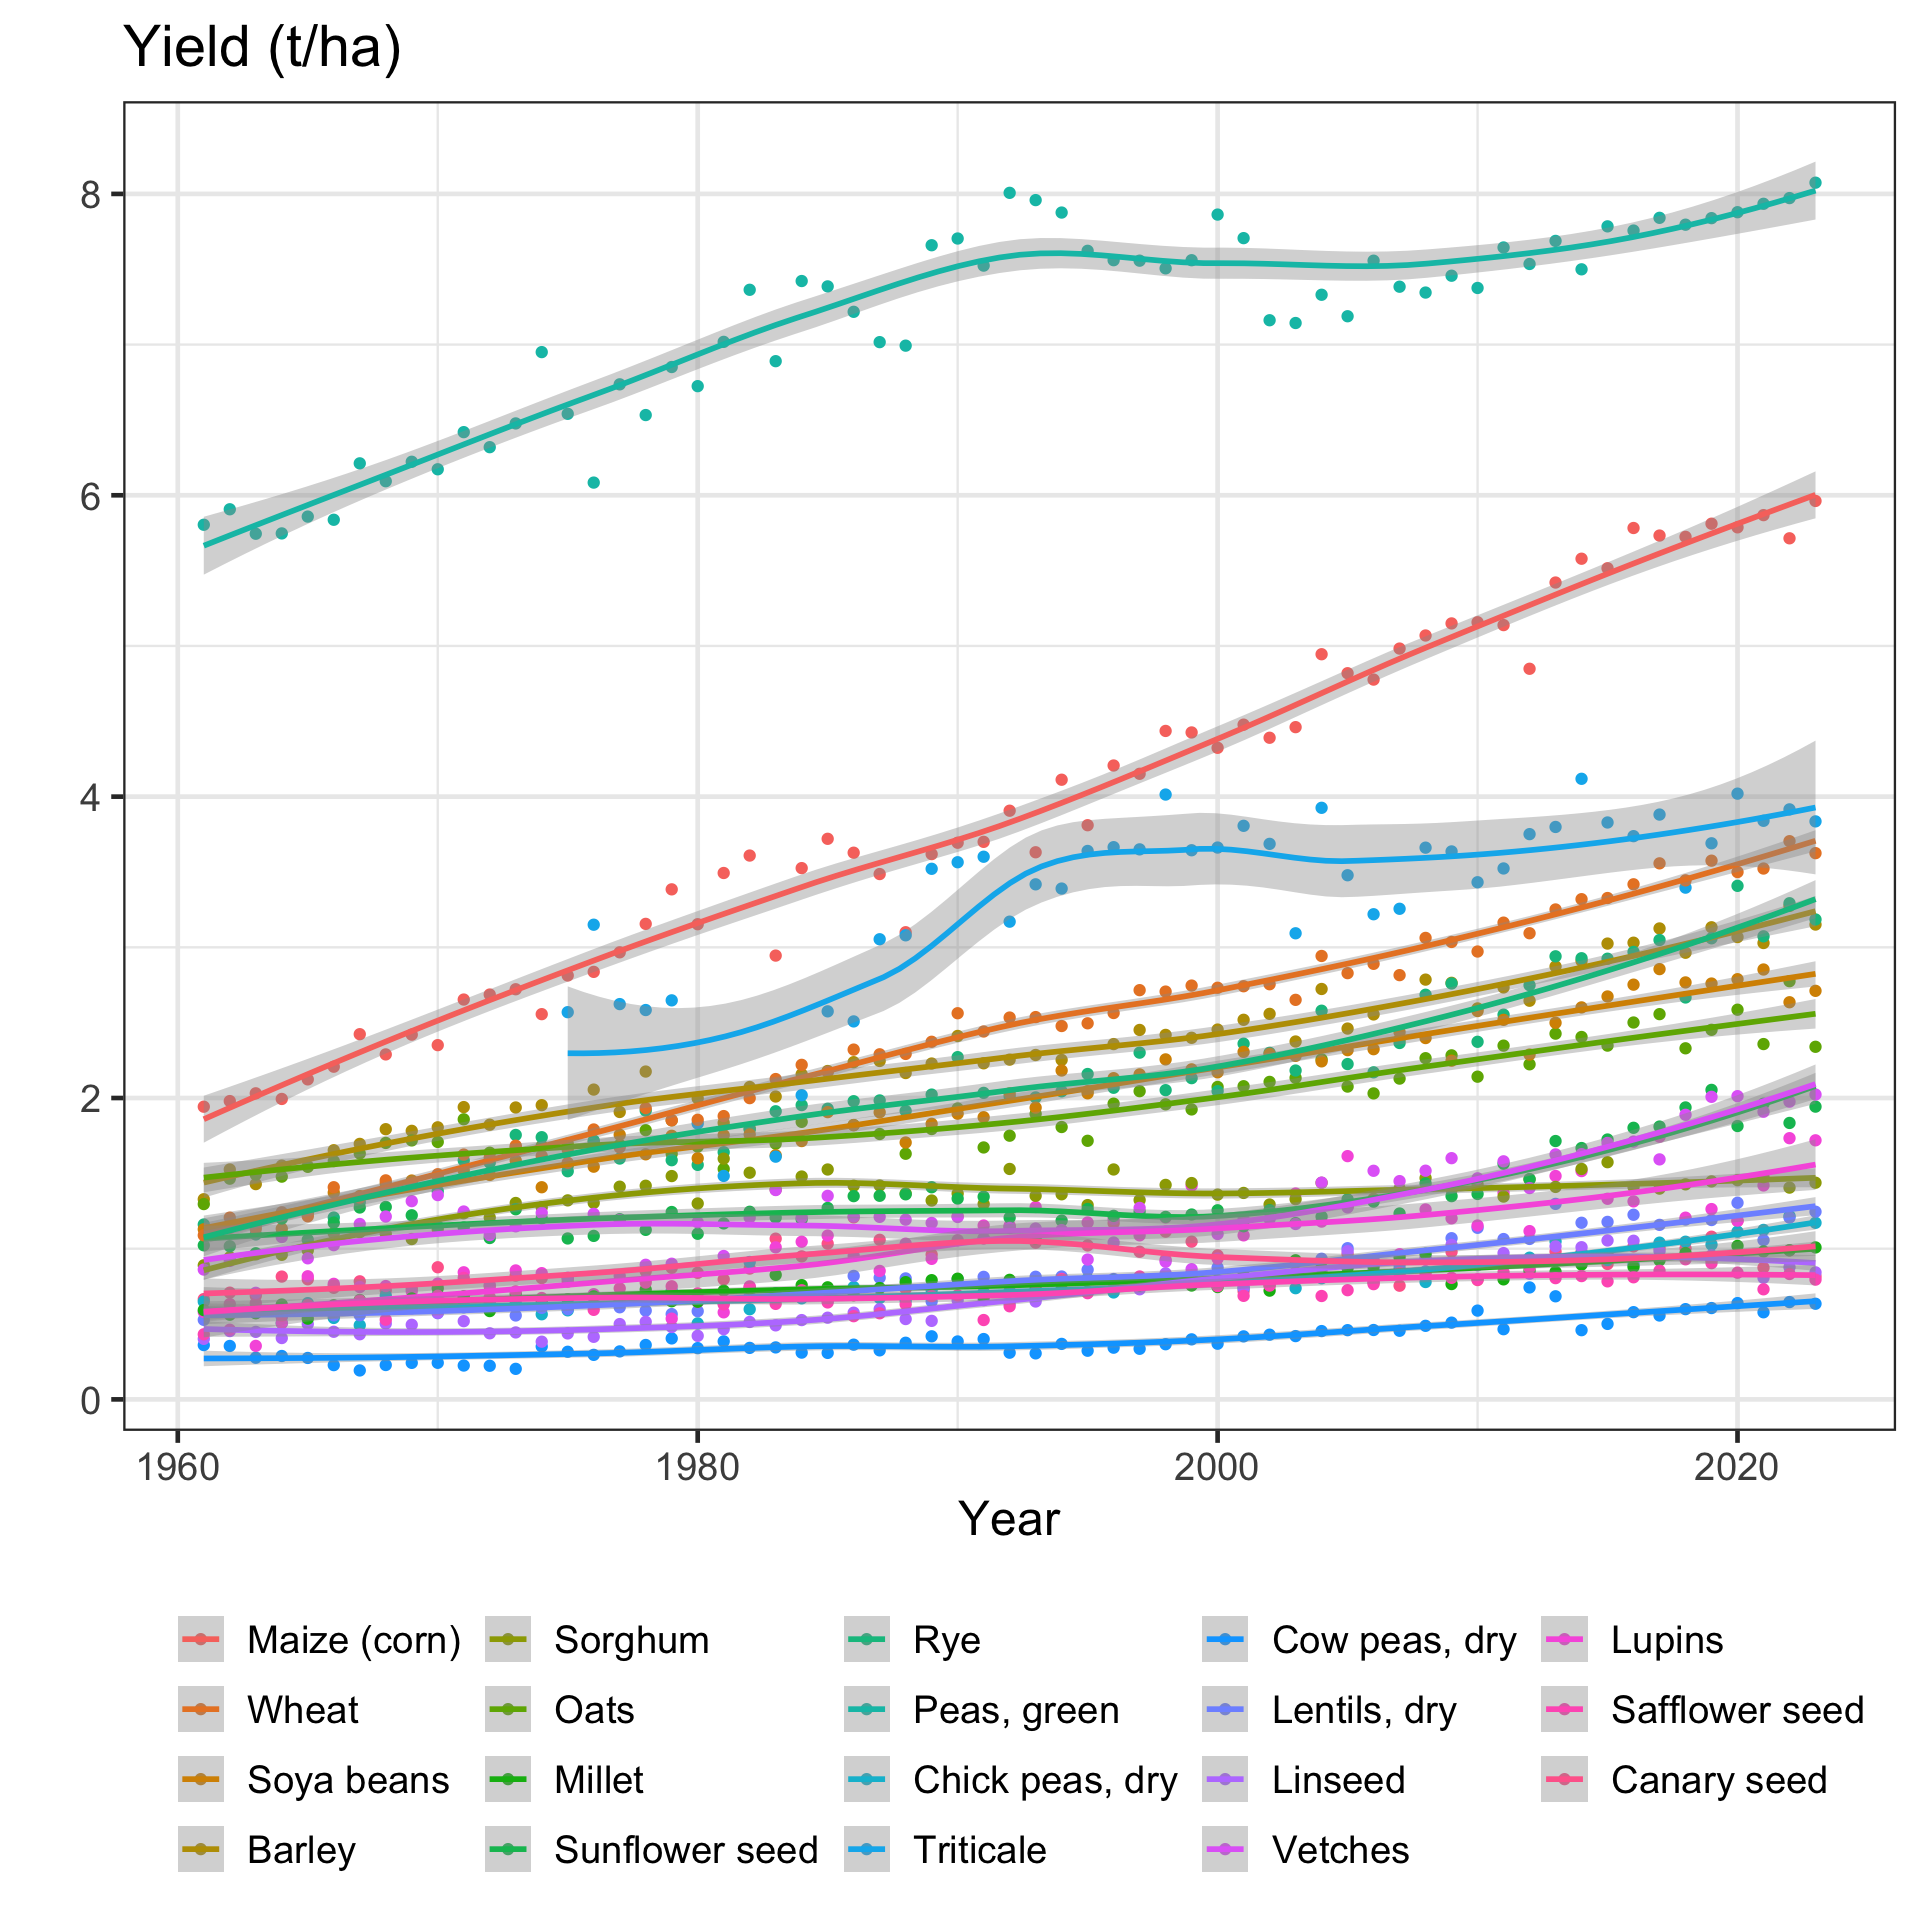 Yield (t/ha)
8
6
4
2
0
1960 1980 2000 2020
Year
Maize (corn) Sorghum Rye Cow peas, dry Lupins
Wheat Oats Peas, green Lentils, dry Safflower seed
Soya beans Millet Chick peas, dry Linseed Canary seed
Barley Sunflower seed Triticale Vetches